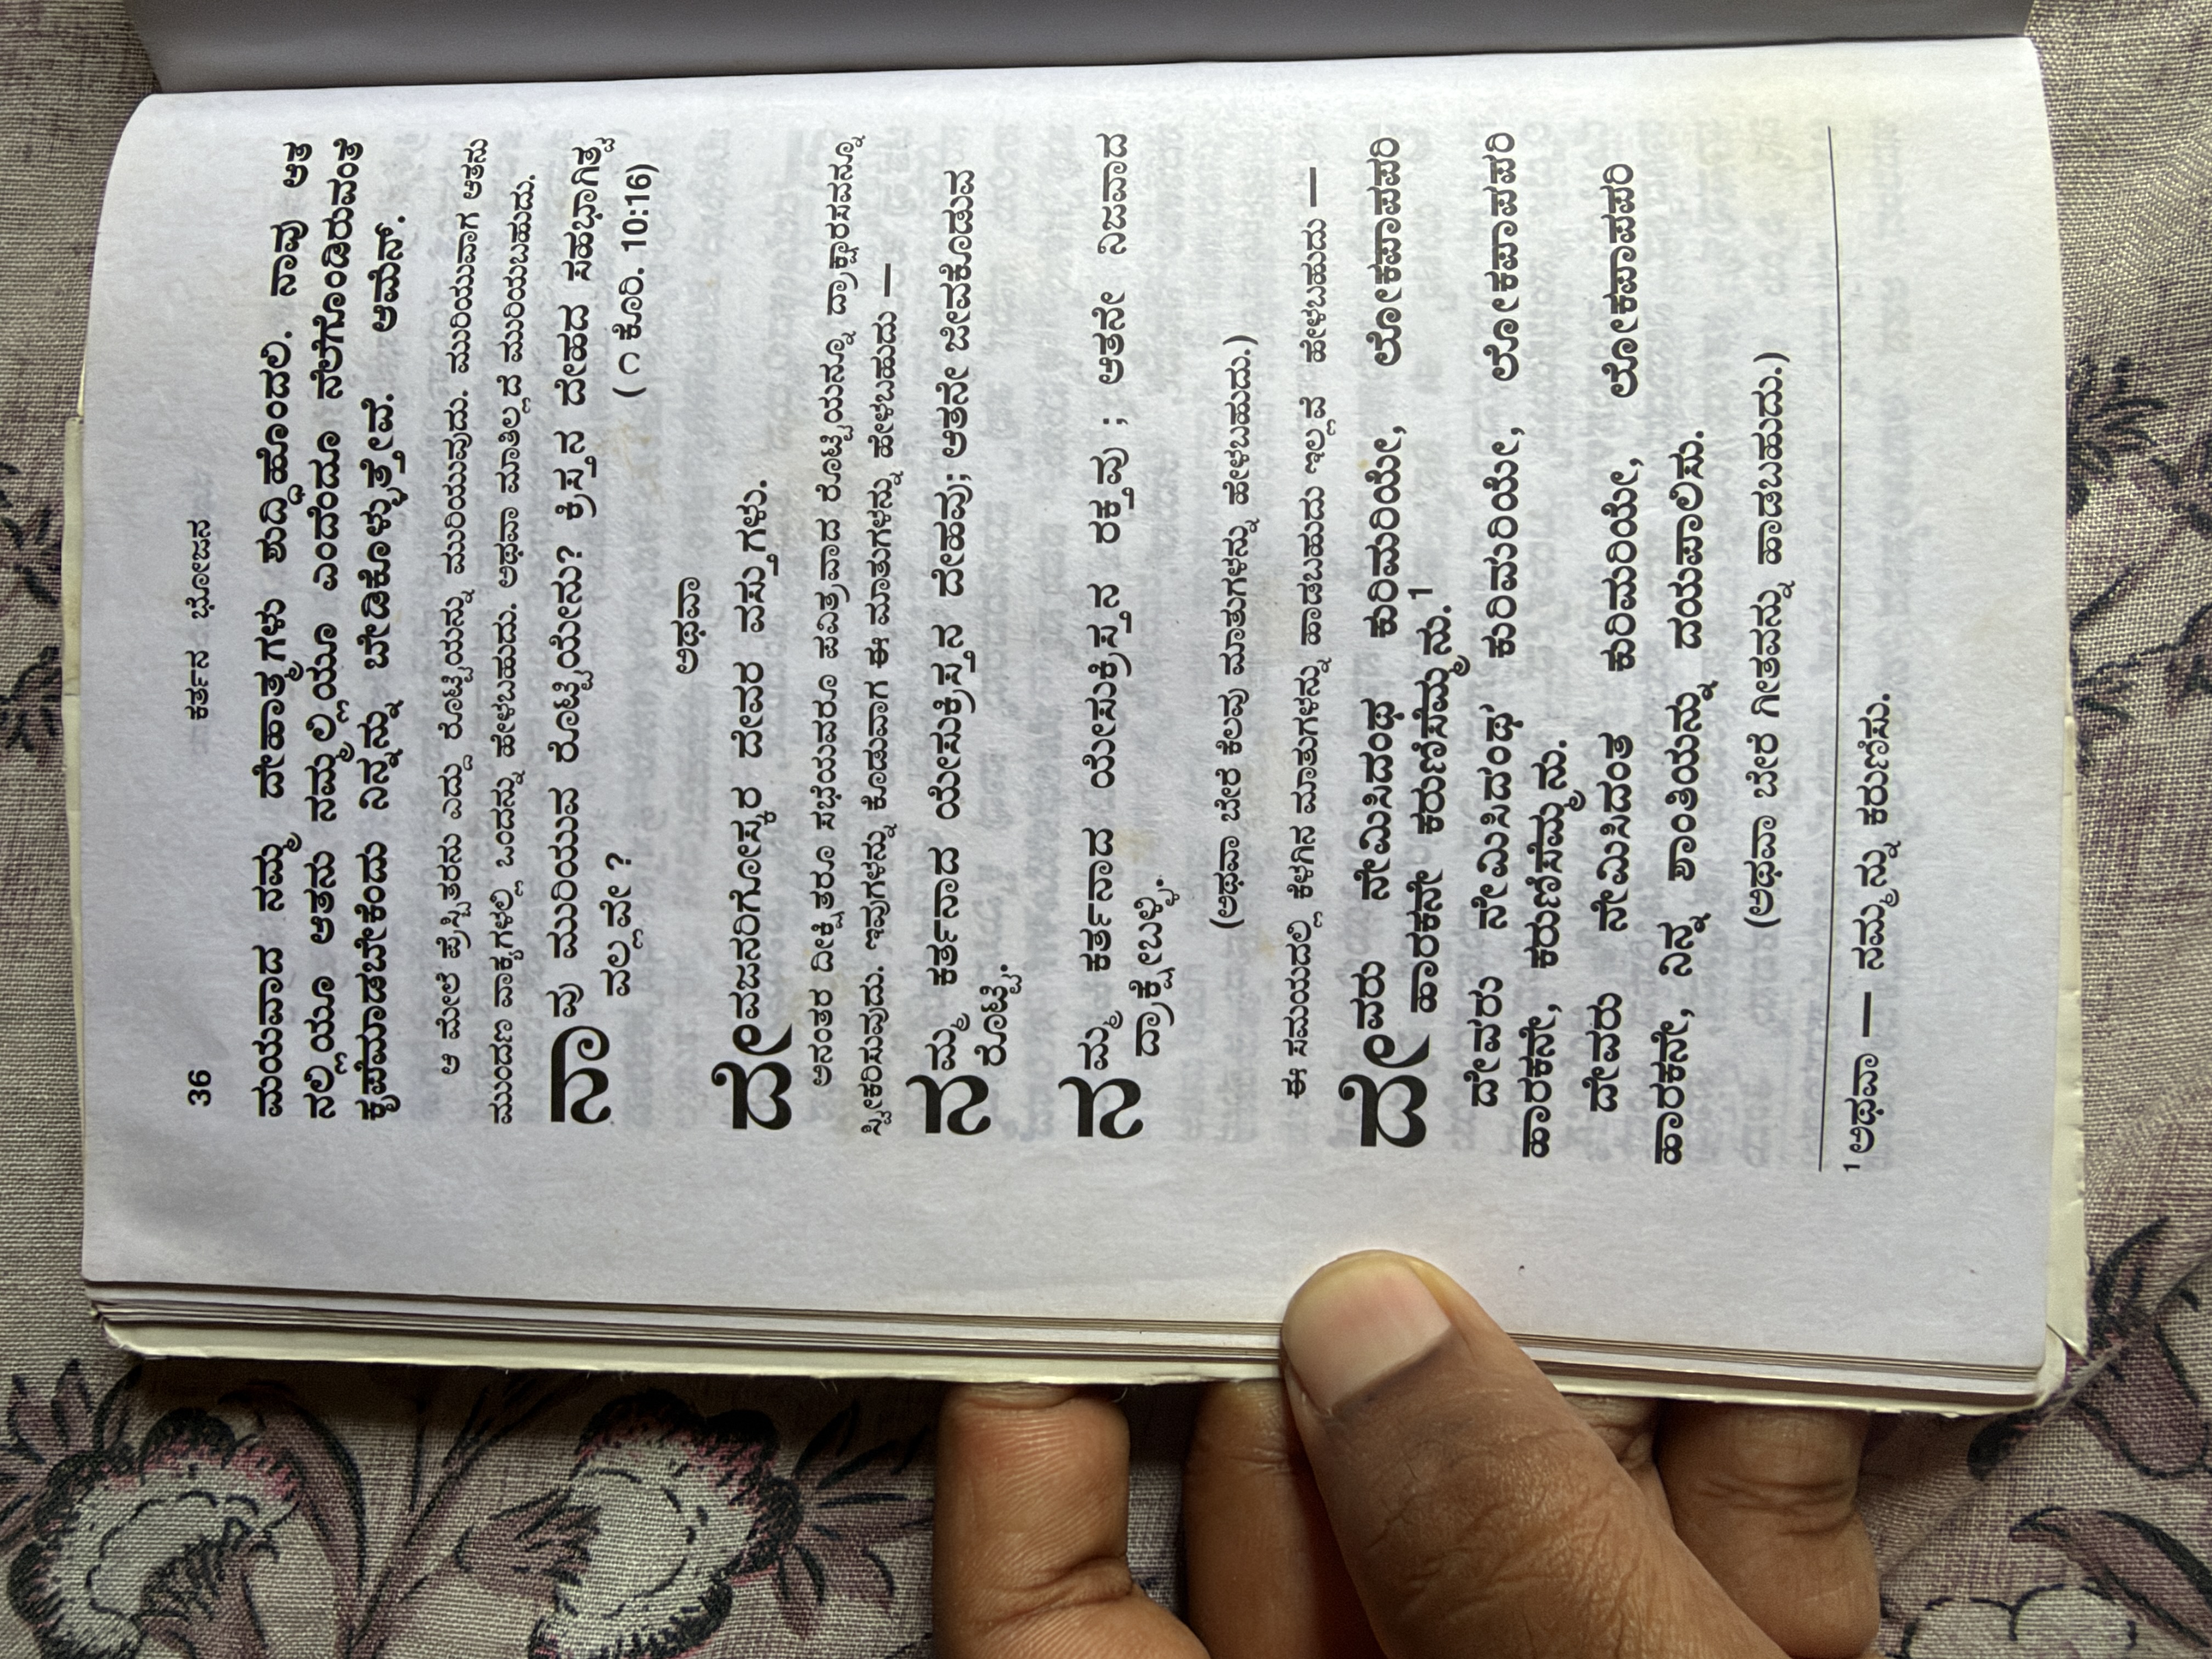 36 ಕರ್ತನ ಭೋಜನ
ಮಯವಾದ ನಮ್ಮ ದೇಹಾತ್ಮಗಳು ಶುದ್ಧಿಹೊಂದಲಿ. ನಾವು ಆತ
ನಲ್ಲಿಯೂ ಆತನು ನಮ್ಮಲ್ಲಿಯೂ ಎಂದೆಂದೂ ನೆಲೆಗೊಂಡಿರುವಂತೆ
ಕೃಪೆಮಾಡಬೇಕೆಂದು ನಿನ್ನನ್ನು ಬೇಡಿಕೊಳ್ಳುತ್ತೇವೆ. ಆಮೆನ್.
ಆ ಮೇಲೆ ಪ್ರೆಸ್ಬಿತರನು ಎದ್ದು ರೊಟ್ಟಿಯನ್ನು ಮುರಿಯುವುದು. ಮುರಿಯುವಾಗ ಆತನು
ಮುಂದಣ ವಾಕ್ಯಗಳಲ್ಲಿ ಒಂದನ್ನು ಹೇಳಬಹುದು. ಅಥವಾ ಮಾತಿಲ್ಲದೆ ಮುರಿಯಬಹುದು.
ನಾವು ಮುರಿಯುವ ರೊಟ್ಟಿಯೇನು? ಕ್ರಿಸ್ತನ ದೇಹದ ಸಹಭಾಗಿತ್ವ
ವಲ್ಲವೇ ? (೧ ಕೊರಿ. 10:16)
ಅಥವಾ
ದೇವಜನರಿಗೋಸ್ಕರ ದೇವರ ವಸ್ತುಗಳು.
ಅನಂತರ ದೀಕ್ಷಿತರೂ ಸಭೆಯವರೂ ಪವಿತ್ರವಾದ ರೊಟ್ಟಿಯನ್ನೂ ದ್ರಾಕ್ಷಾರಸವನ್ನೂ
ಸ್ವೀಕರಿಸುವುದು. ಇವುಗಳನ್ನು ಕೊಡುವಾಗ ಈ ಮಾತುಗಳನ್ನು ಹೇಳಬಹುದು —
ನಮ್ಮ ಕರ್ತನಾದ ಯೇಸುಕ್ರಿಸ್ತನ ದೇಹವು; ಆತನೇ ಜೀವಕೊಡುವ
ರೊಟ್ಟಿ.
ನಮ್ಮ ಕರ್ತನಾದ ಯೇಸುಕ್ರಿಸ್ತನ ರಕ್ತವು ; ಆತನೇ ನಿಜವಾದ
ದ್ರಾಕ್ಷೇಬಳ್ಳಿ.
(ಅಥವಾ ಬೇರೆ ಕೆಲವು ಮಾತುಗಳನ್ನು ಹೇಳಬಹುದು.)
ಈ ಸಮಯದಲ್ಲಿ ಕೆಳಗಿನ ಮಾತುಗಳನ್ನು ಹಾಡಬಹುದು ಇಲ್ಲವೆ ಹೇಳಬಹುದು —
ದೇವರು ನೇಮಿಸಿದಂಥ ಕುರಿಮರಿಯೇ, ಲೋಕಪಾಪಪರಿ
ಹಾರಕನೇ ಕರುಣಿಸೆಮ್ಮನು.¹
ದೇವರು ನೇಮಿಸಿದಂಥ ಕುರಿಮರಿಯೇ, ಲೋಕಪಾಪಪರಿ
ಹಾರಕನೇ, ಕರುಣಿಸೆಮ್ಮನು.
ದೇವರು ನೇಮಿಸಿದಂತ ಕುರಿಮರಿಯೇ, ಲೋಕಪಾಪಪರಿ
ಹಾರಕನೇ, ನಿನ್ನ ಶಾಂತಿಯನ್ನು ದಯಪಾಲಿಸು.
(ಅಥವಾ ಬೇರೆ ಗೀತವನ್ನು ಹಾಡಬಹುದು.)
¹ ಅಥವಾ — ನಮ್ಮನ್ನು ಕರುಣಿಸು.